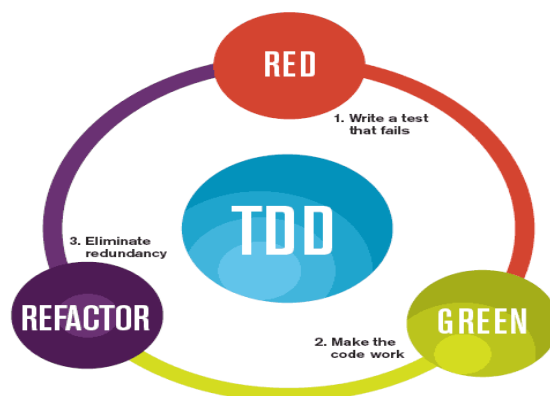 RED
1. Write a test
that fails
TDD
3. Eliminate
redundancy
REFACTOR
GREEN
2. Make the
code work